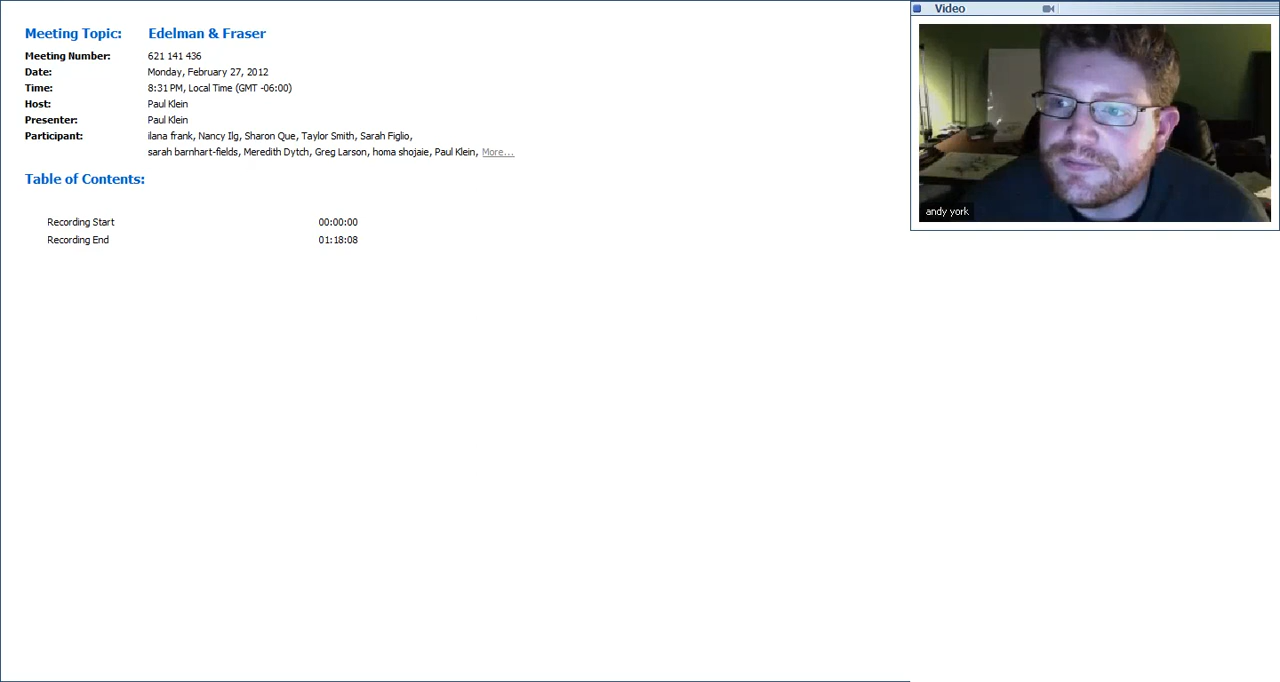 Meeting Topic: Edelman & Fraser
Meeting Number: 621 141 436
Date: Monday, February 27, 2012
Time: 8:31 PM, Local Time (GMT -06:00)
Host: Paul Klein
Presenter: Paul Klein
Participant: ilana frank, Nancy Ilg, Sharon Que, Taylor Smith, Sarah Figlio,
sarah barnhart-fields, Meredith Dytch, Greg Larson, homa shojaie, Paul Klein, More...
Table of Contents:
Recording Start 00:00:00
Recording End 01:18:08
Video
andy york